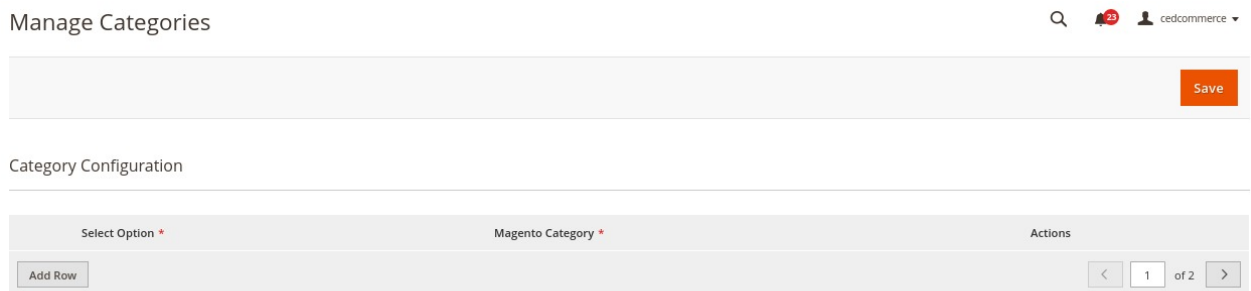 Manage Categories
23
cedcommerce
Save
Category Configuration
Select Option *
Magento Category *
Actions
Add Row
1
of 2